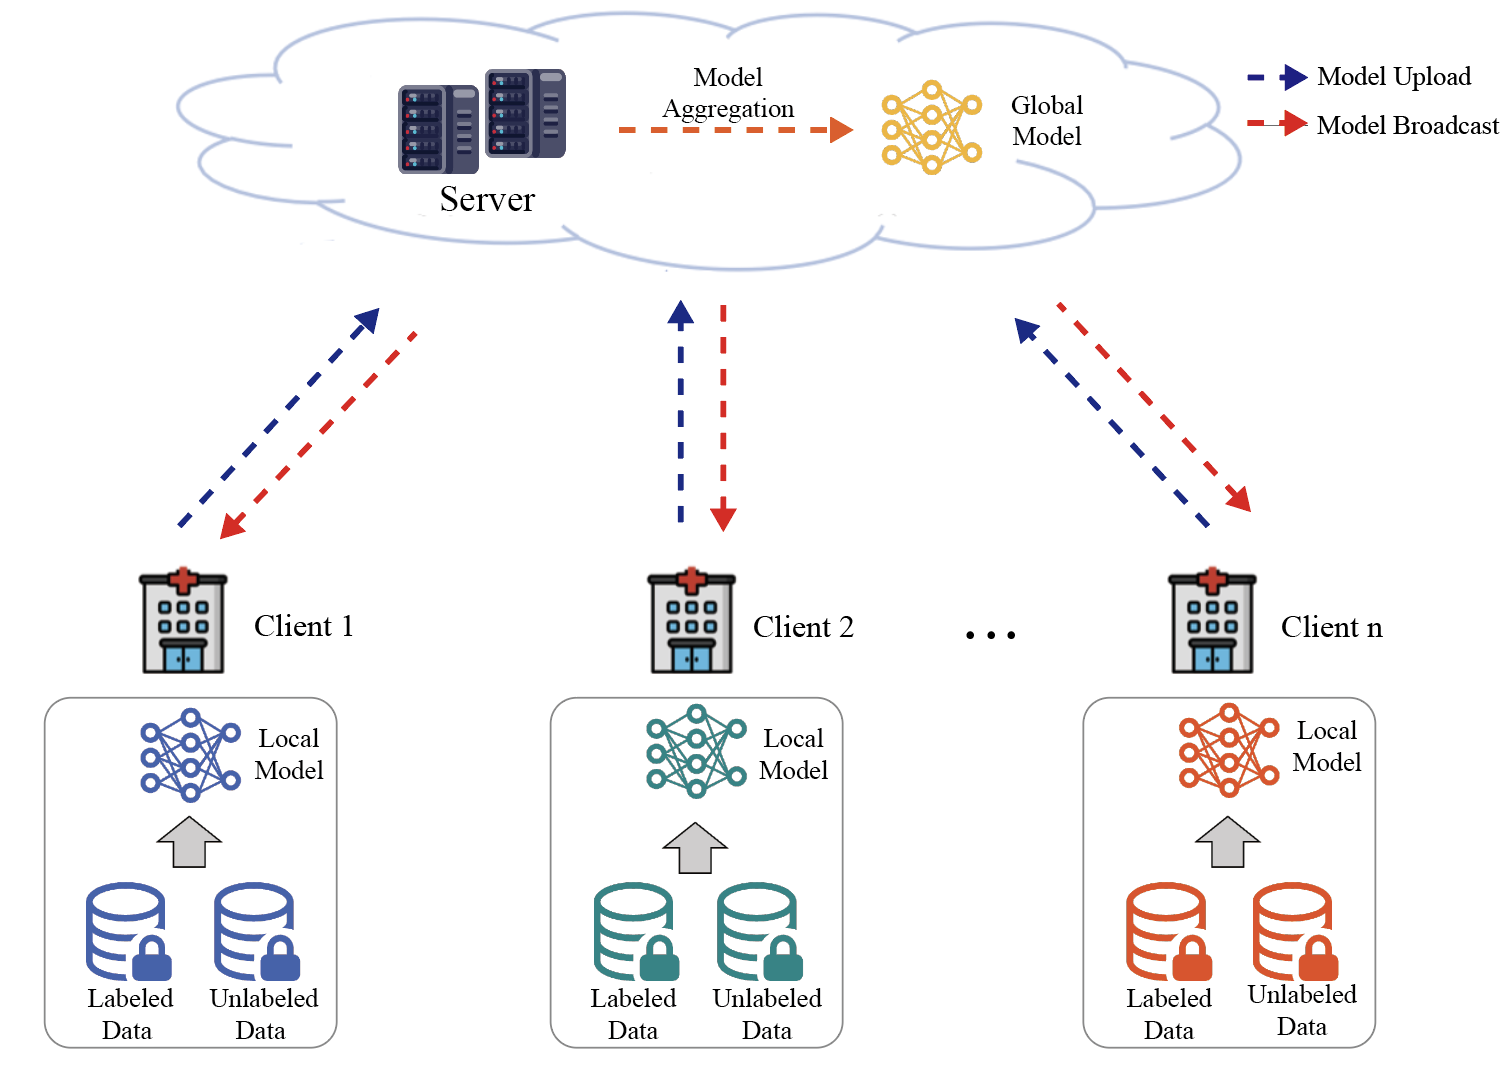 Model
Aggregation
Server
Global
Model
Model Upload
Model Broadcast
Client 1
Client 2
...
Client n
Local
Model
Labeled
Data
Unlabeled
Data
Local
Model
Labeled
Data
Unlabeled
Data
Local
Model
Labeled
Data
Unlabeled
Data